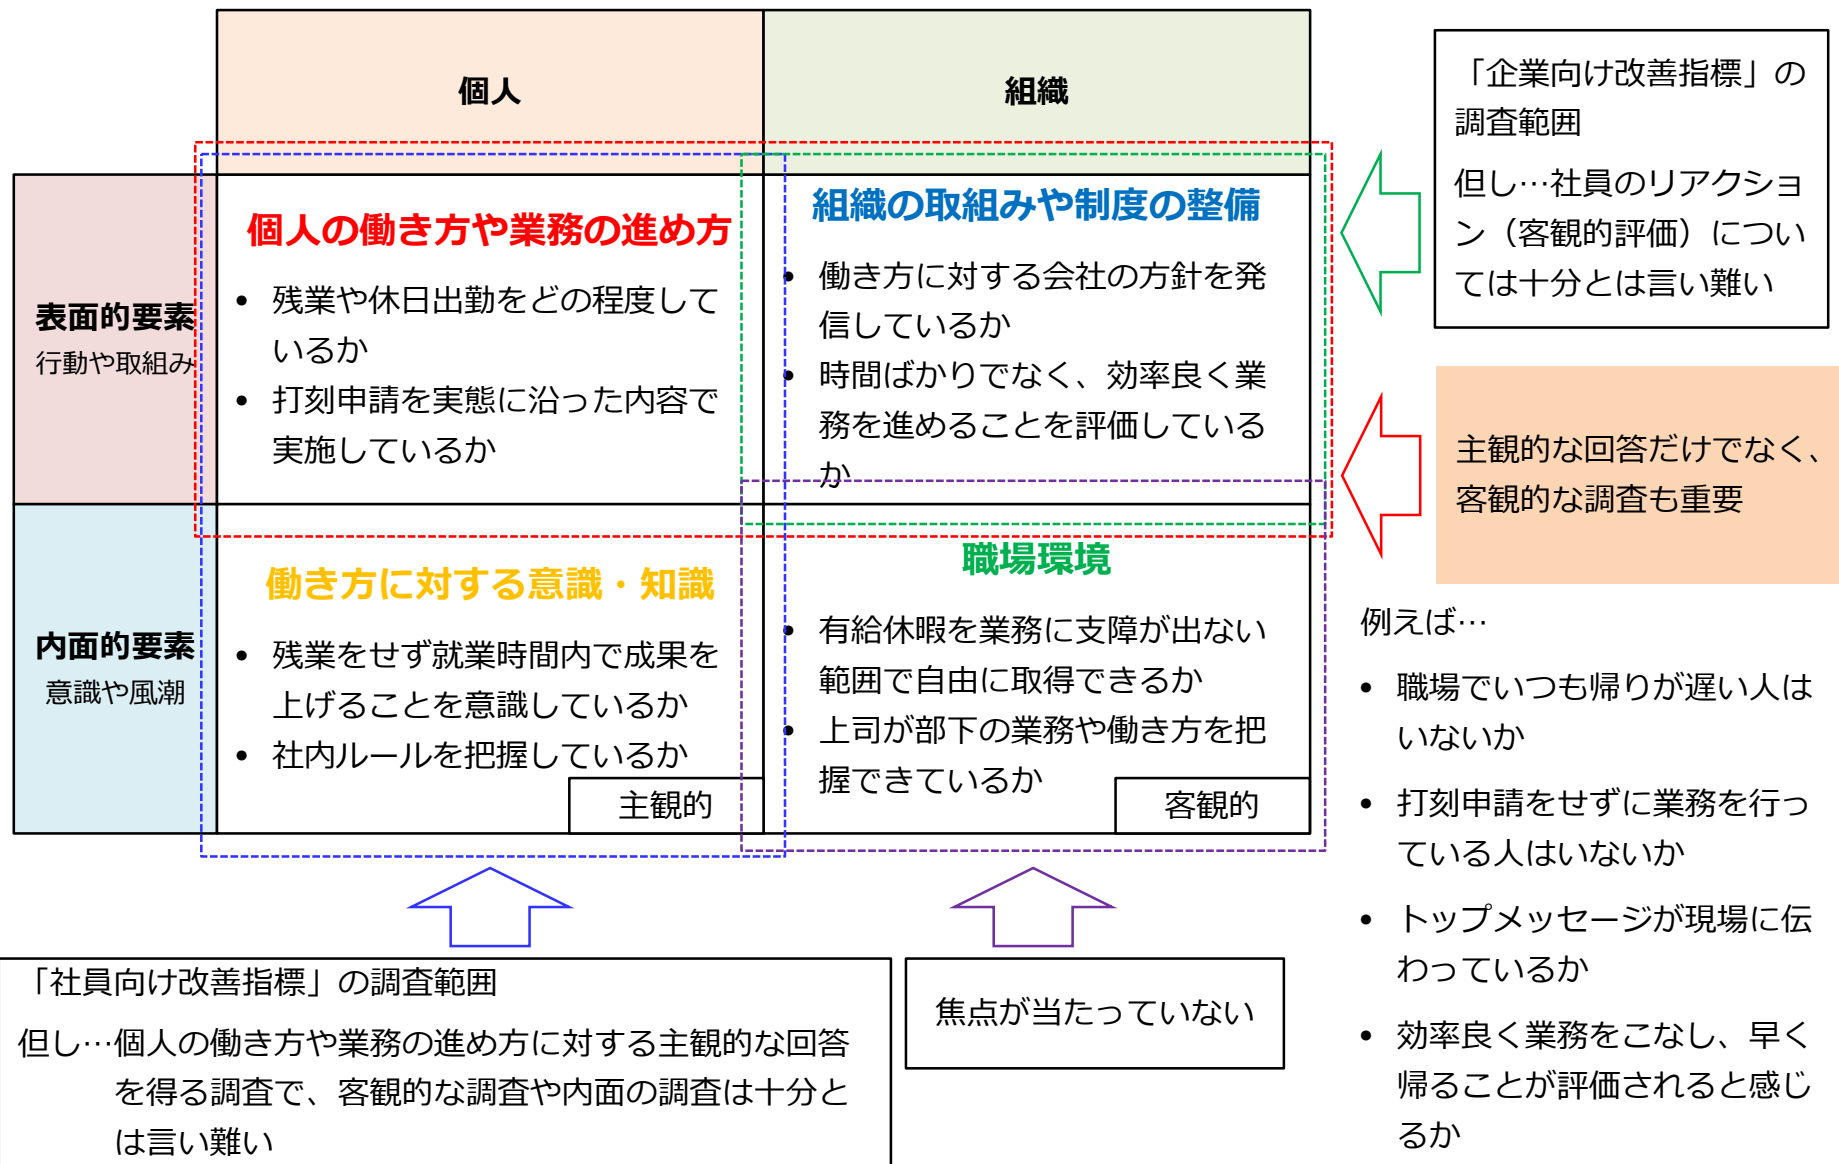 個人
組織
表面的要素
行動や取組み
個人の働き方や業務の進め方
• 残業や休日出勤をどの程度して
いるか
• 打刻申請を実態に沿った内容で
実施しているか
組織の取組みや制度の整備
• 働き方に対する会社の方針を発
信しているか
• 時間ばかりでなく、効率良く業
務を進めることを評価している
か
内面的要素
意識や風潮
働き方に対する意識・知識
• 残業をせず就業時間内で成果を
上げることを意識しているか
• 社内ルールを把握しているか
主観的
職場環境
• 有給休暇を業務に支障が出ない
範囲で自由に取得できるか
• 上司が部下の業務や働き方を把
握できているか
客観的
「企業向け改善指標」の
調査範囲
但し…社員のリアクショ
ン（客観的評価）につい
ては十分とは言い難い
主観的な回答だけでなく、
客観的な調査も重要
例えば…
• 職場でいつも帰りが遅い人は
いないか
• 打刻申請をせずに業務を行っ
ている人はいないか
• トップメッセージが現場に伝
わっているか
• 効率良く業務をこなし、早く
帰ることが評価されると感じ
るか
「社員向け改善指標」の調査範囲
但し…個人の働き方や業務の進め方に対する主観的な回答
を得る調査で、客観的な調査や内面の調査は十分と
は言い難い
焦点が当たっていない